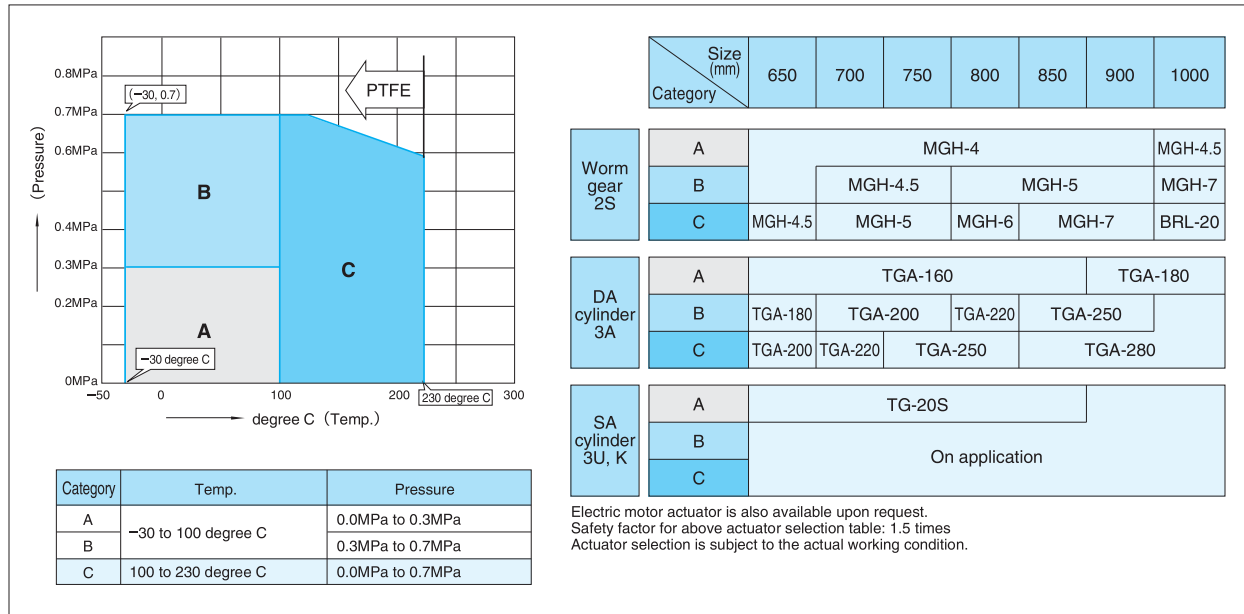 0.8MPa
(−30, 0.7)
0.7MPa
0.6MPa
0.4MPa
0.3MPa
0.2MPa
0MPa
(Pressure)
PTFE
B
C
A
−30 degree C
−50
0
100
200
230 degree C
300
degree C (Temp.)
Category Temp. Pressure
A −30 to 100 degree C 0.0MPa to 0.3MPa
B 0.3MPa to 0.7MPa
C 100 to 230 degree C 0.0MPa to 0.7MPa
Size
(mm)
Category
650 700 750 800 850 900 1000
Worm
gear
2S
A MGH-4 MGH-4.5
B MGH-4.5 MGH-5 MGH-7
C MGH-4.5 MGH-5 MGH-6 MGH-7 BRL-20
DA
cylinder
3A
A TGA-160 TGA-180
B TGA-180 TGA-200 TGA-220 TGA-250
C TGA-200 TGA-220 TGA-250 TGA-280
SA
cylinder
3U, K
A TG-20S
B
On application
C
Electric motor actuator is also available upon request.
Safety factor for above actuator selection table: 1.5 times
Actuator selection is subject to the actual working condition.